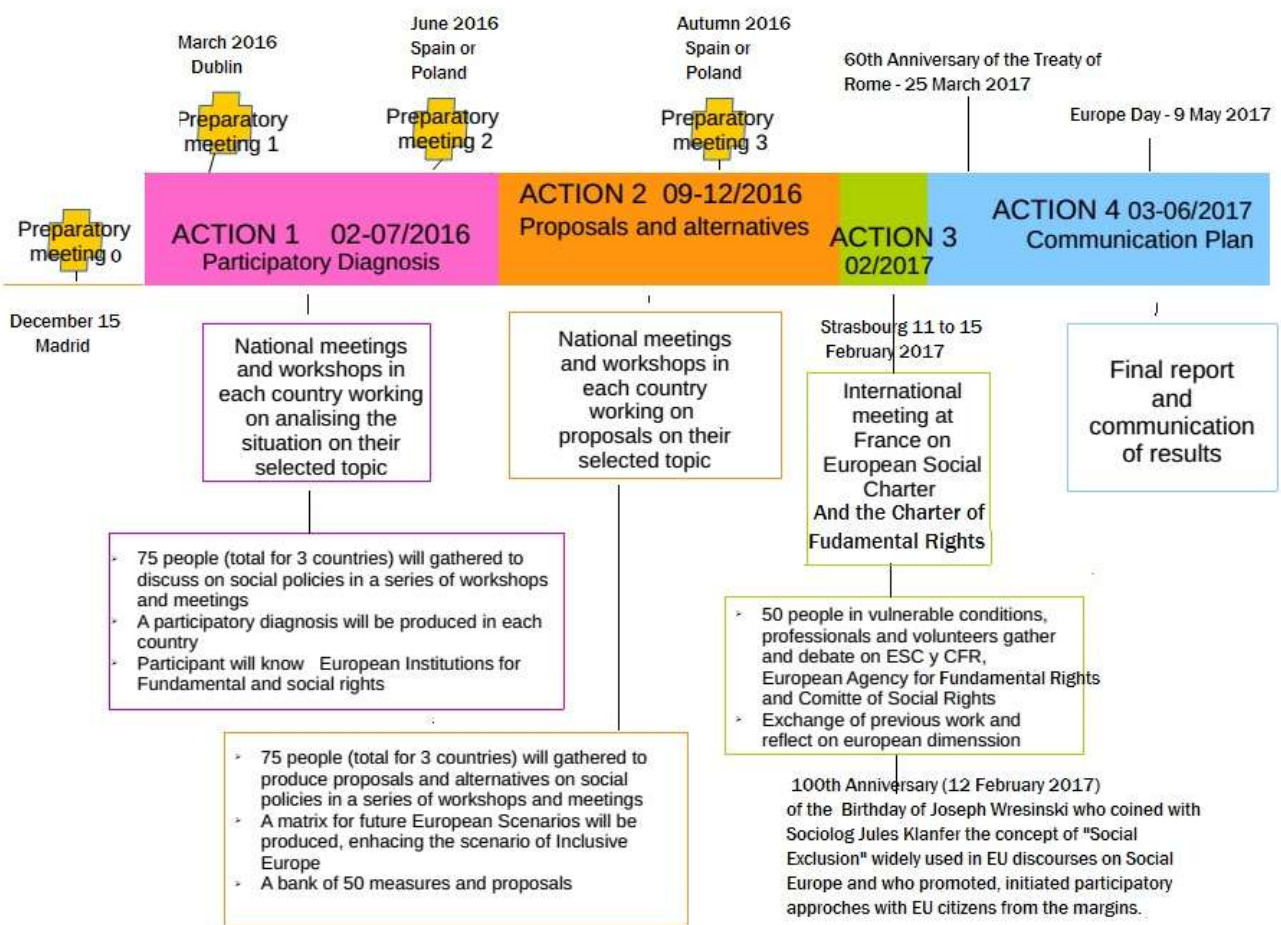 March 2016
Dublin
Preparatory
meeting 1
June 2016
Spain or
Poland
Preparatory
meeting 2
Autumn 2016
Spain or
Poland
Preparatory
meeting 3
60th Anniversary of the Treaty of
Rome - 25 March 2017
Europe Day - 9 May 2017
Preparatory
meeting 0
December 15
Madrid
ACTION 1 02-07/2016
Participatory Diagnosis
ACTION 2 09-12/2016
Proposals and alternatives
ACTION 3
02/2017
ACTION 4 03-06/2017
Communication Plan
National meetings
and workshops in
each country working
on analising the
situation on their
selected topic
National meetings
and workshops in
each country
working on
proposals on their
selected topic
Strasbourg 11 to 15
February 2017
International
meeting at
France on
European Social
Charter
And the Charter of
Fudamental Rights
Final report
and
communication
of results
75 people (total for 3 countries) will gathered to
discuss on social policies in a series of workshops
and meetings
A participatory diagnosis will be produced in each
country
Participant will know European Institutions for
Fundamental and social rights
75 people (total for 3 countries) will gathered to
produce proposals and alternatives on social
policies in a series of workshops and meetings
A matrix for future European Scenarios will be
produced, enhacing the scenario of Inclusive
Europe
A bank of 50 measures and proposals
50 people in vulnerable conditions,
professionals and volunteers gather
and debate on ESC y CFR,
European Agency for Fundamental Rights
and Comitte of Social Rights
Exchange of previous work and
reflect on european dimenssion
100th Anniversary (12 February 2017)
of the Birthday of Joseph Wresinski who coined with
Sociolog Jules Klanfer the concept of "Social
Exclusion" widely used in EU discourses on Social
Europe and who promoted, initiated participatory
approches with EU citizens from the margins.